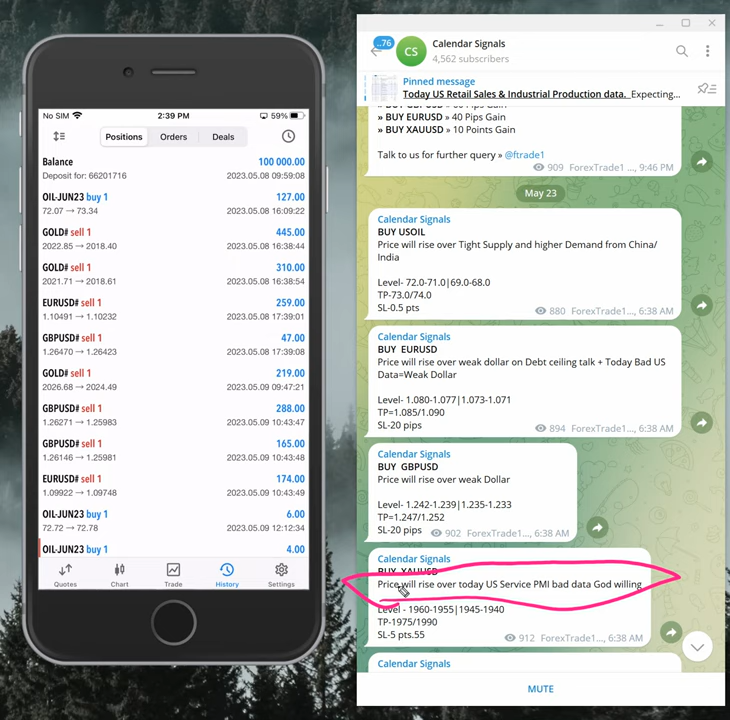 No SIM 2:39 PM 59%
Positions Orders Deals
Balance 100 000.00
Deposit for: 66201716 2023.05.08 09:59:08
OIL-JUN23 buy 1 127.00
72.07 → 73.34 2023.05.08 16:09:22
GOLD# sell 1 445.00
2022.85 → 2018.40 2023.05.08 16:38:44
GOLD# sell 1 310.00
2021.71 → 2018.61 2023.05.08 16:38:54
EURUSD# sell 1 259.00
1.10491 → 1.10232 2023.05.08 17:39:01
GBPUSD# sell 1 47.00
1.26470 → 1.26423 2023.05.08 17:39:08
GOLD# sell 1 219.00
2026.68 → 2024.49 2023.05.09 09:47:21
GBPUSD# sell 1 288.00
1.26271 → 1.25983 2023.05.09 10:43:47
GBPUSD# sell 1 165.00
1.26146 → 1.25981 2023.05.09 10:43:48
EURUSD# sell 1 174.00
1.09922 → 1.09748 2023.05.09 10:43:49
OIL-JUN23 buy 1 6.00
72.72 → 72.78 2023.05.09 12:12:34
OIL-JUN23 buy 1 4.00
Quotes Chart Trade History Settings
..76
CS
Calendar Signals
4,562 subscribers
Pinned message
Today US Retail Sales & Industrial Production data. Expecting...
» BUY EURUSD » 40 Pips Gain
» BUY XAUUSD » 10 Points Gain
Talk to us for further query » @ftrade1
909 ForexTrade1 ..., 9:46 PM
May 23
Calendar Signals
BUY USOIL
Price will rise over Tight Supply and higher Demand from China/
India
Level- 72.0-71.0|69.0-68.0
TP-73.0/74.0
SL-0.5 pts
880 ForexTrade1..., 6:38 AM
Calendar Signals
BUY EURUSD
Price will rise over weak dollar on Debt ceiling talk + Today Bad US
Data=Weak Dollar
Level- 1.080-1.077|1.073-1.071
TP=1.085/1.090
SL-20 pips
894 ForexTrade1..., 6:38 AM
Calendar Signals
BUY GBPUSD
Price will rise over weak Dollar
Level- 1.242-1.239|1.235-1.233
TP=1.247/1.252
SL-20 pips 902 ForexTrade1..., 6:38 AM
Calendar Signals
BUY XAUUSD
Price will rise over today US Service PMI bad data God willing
Level - 1960-1955|1945-1940
TP-1975/1990
SL-5 pts.55
912 ForexTrade1..., 6:38 AM
Calendar Signals
MUTE